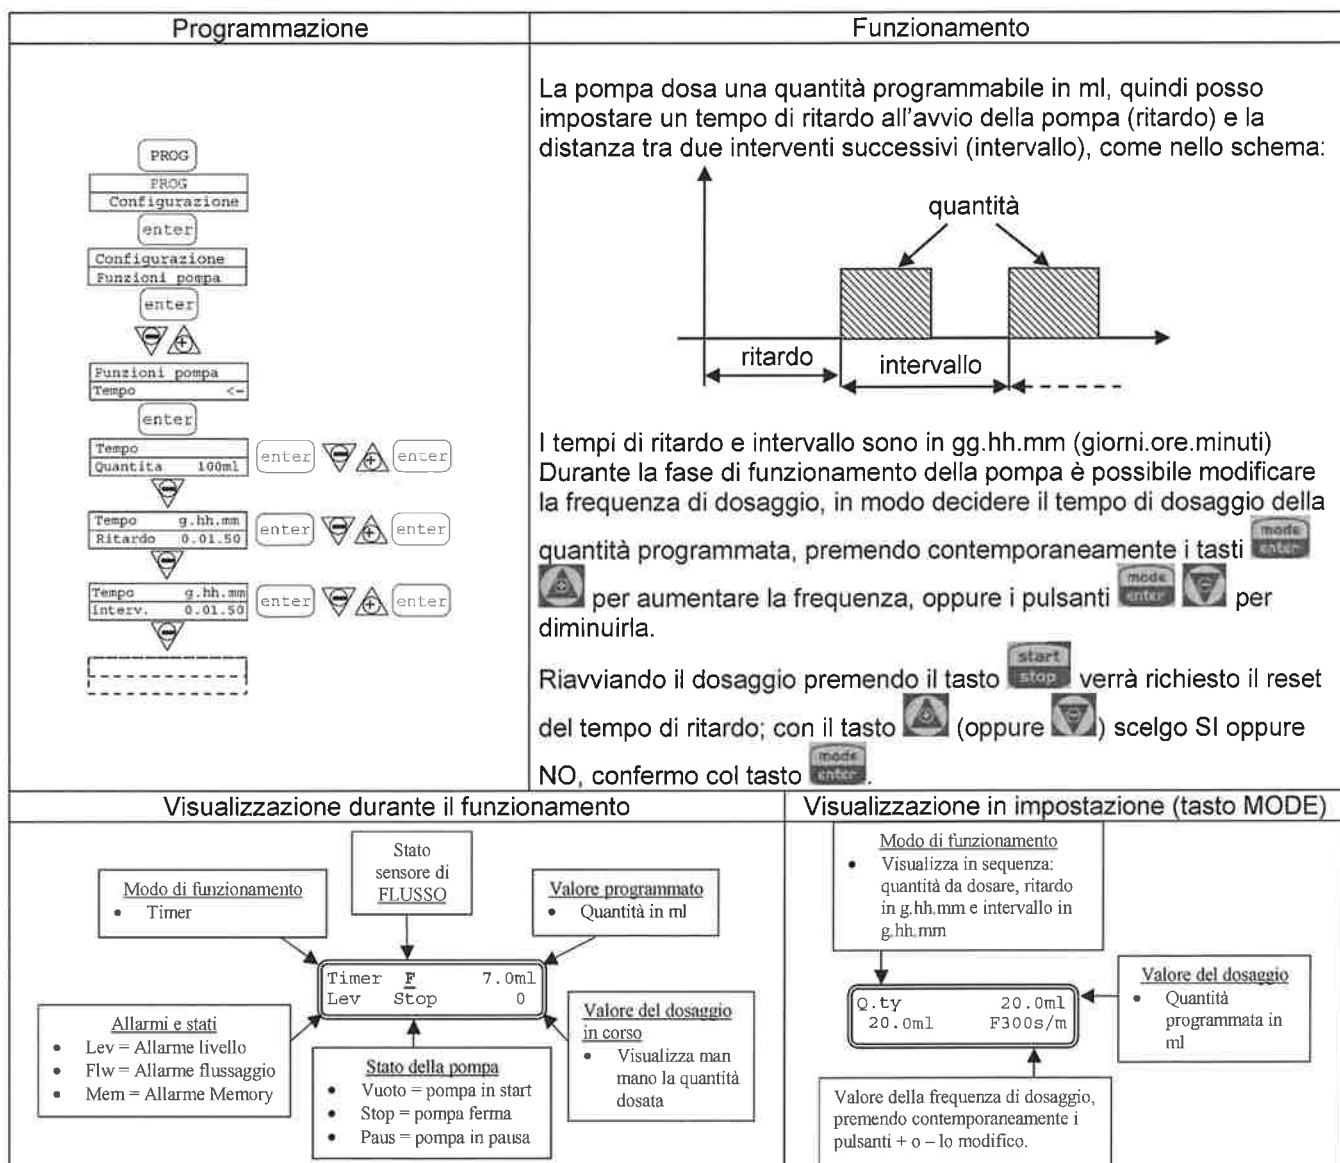 Programmazione
PROG
PROG
Configurazione
enter
Configurazione
Funzioni pompa
enter
Funzioni pompa
Tempo <-
enter
Tempo
Quantita 100ml
enter
enter
Tempo g.hh.mm
Ritardo 0.01.50
enter
enter
Tempo g.hh.mm
interv. 0.01.50
enter
enter
Funzionamento
La pompa dosa una quantità programmabile in ml, quindi posso
impostare un tempo di ritardo all'avvio della pompa (ritardo) e la
distanza tra due interventi successivi (intervallo), come nello schema:
quantità
ritardo
intervallo
I tempi di ritardo e intervallo sono in gg.hh.mm (giorni.ore.minuti)
Durante la fase di funzionamento della pompa è possibile modificare
la frequenza di dosaggio, in modo decidere il tempo di dosaggio della
quantità programmata, premendo contemporaneamente i tasti mode enter
per aumentare la frequenza, oppure i pulsanti mode enter per
diminuirla.
Riavviando il dosaggio premendo il tasto start stop verrà richiesto il reset
del tempo di ritardo; con il tasto (oppure ) scelgo SI oppure
NO, confermo col tasto mode enter.
Visualizzazione durante il funzionamento
Modo di funzionamento
• Timer
Stato
sensore di
FLUSSO
Valore programmato
• Quantità in ml
Timer F 7.0ml
Lev Stop 0
Allarmi e stati
• Lev = Allarme livello
• Flw = Allarme flussaggio
• Mem = Allarme Memory
Stato della pompa
• Vuoto = pompa in start
• Stop = pompa ferma
• Paus = pompa in pausa
Valore del dosaggio
in corso
• Visualizza man
mano la quantità
dosata
Visualizzazione in impostazione (tasto MODE)
Modo di funzionamento
• Visualizza in sequenza:
quantità da dosare, ritardo
in g.hh.mm e intervallo in
g.hh.mm
Q.ty 20.0ml
20.0ml F300s/m
Valore del dosaggio
• Quantità
programmata in
ml
Valore della frequenza di dosaggio,
premendo contemporaneamente i
pulsanti + o – lo modifico.